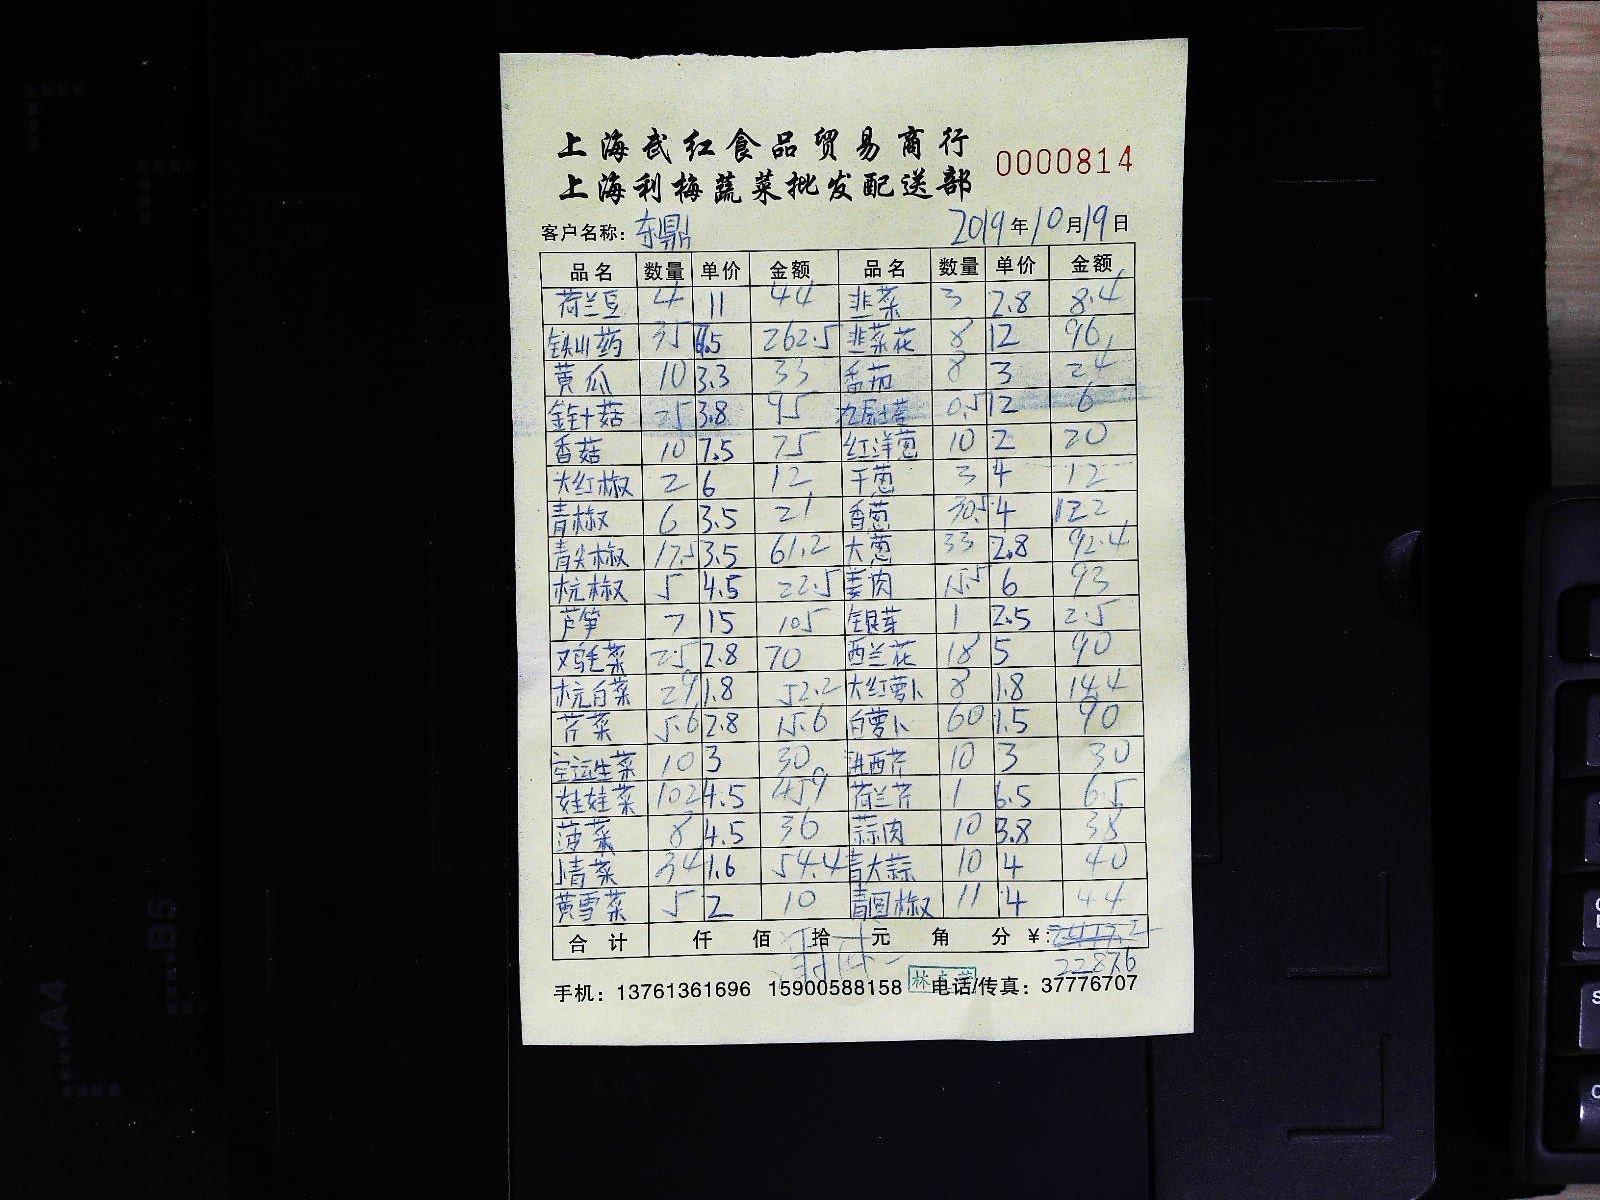 上海武红食品贸易商行
0000814
上海利梅蔬菜批发配送部
客户名称: 东鼎 2019年10月19日
品名 数量 单价 金额 品名 数量 单价 金额
荷兰豆 4 11 44 韭菜 3 2.8 8.4
铁山药 35 .5 262.5 韭菜花 8 12 96
黄瓜 10 3.3 33 番茄 8 3 24
金针菇 25 3.8 95 0.5 12 6
香菇 10 7.5 75 红洋葱 10 2 20
大红椒 2 6 12 干葱 3 4 12
青椒 6 3.5 21 香葱 30.5 4 122
青尖椒 17.5 3.5 61.2 大葱 33 2.8 92.4
杭椒 5 4.5 22.5 姜肉 15.5 6 93
芦笋 7 15 105 银芽 1 2.5 2.5
鸡毛菜 25 2.8 70 西兰花 18 5 90
杭白菜 29 1.8 52.2 大红萝卜 8 1.8 14.4
芹菜 5.6 2.8 15.6 白萝卜 60 1.5 90
空运生菜 10 3 30 进西芹 10 3 30
娃娃菜 102 4.5 459 荷兰芹 1 6.5 6.5
菠菜 8 4.5 36 蒜肉 10 3.8 38
小青菜 34 1.6 54.4 青大蒜 10 4 40
黄雪菜 5 2 10 青圆椒 11 4 44
合计 仟 佰 拾 元 角 分 ¥: 2417.2
2287.6
手机: 13761361696 15900588158 电话/传真: 37776707